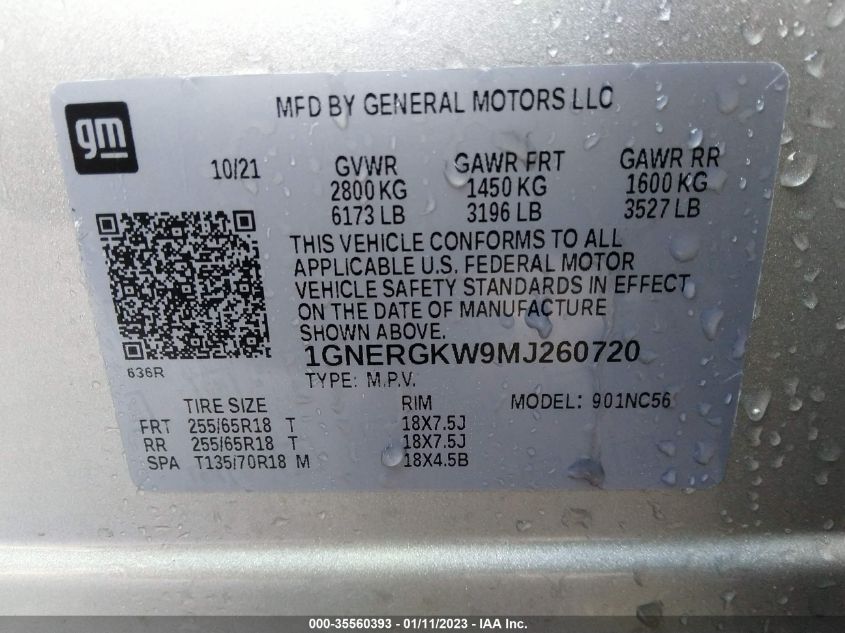 gm
MFD BY GENERAL MOTORS LLC
10/21 GVWR GAWR FRT GAWR RR
2800 KG 1450 KG 1600 KG
6173 LB 3196 LB 3527 LB
THIS VEHICLE CONFORMS TO ALL
APPLICABLE U.S. FEDERAL MOTOR
VEHICLE SAFETY STANDARDS IN EFFECT
ON THE DATE OF MANUFACTURE
SHOWN ABOVE.
1GNERGKW9MJ260720
636R
TYPE: M.P.V.
TIRE SIZE RIM MODEL: 901NC56
FRT 255/65R18 T 18X7.5J
RR 255/65R18 T 18X7.5J
SPA T135/70R18 M 18X4.5B
000-35560393 - 01/11/2023 - IAA Inc.